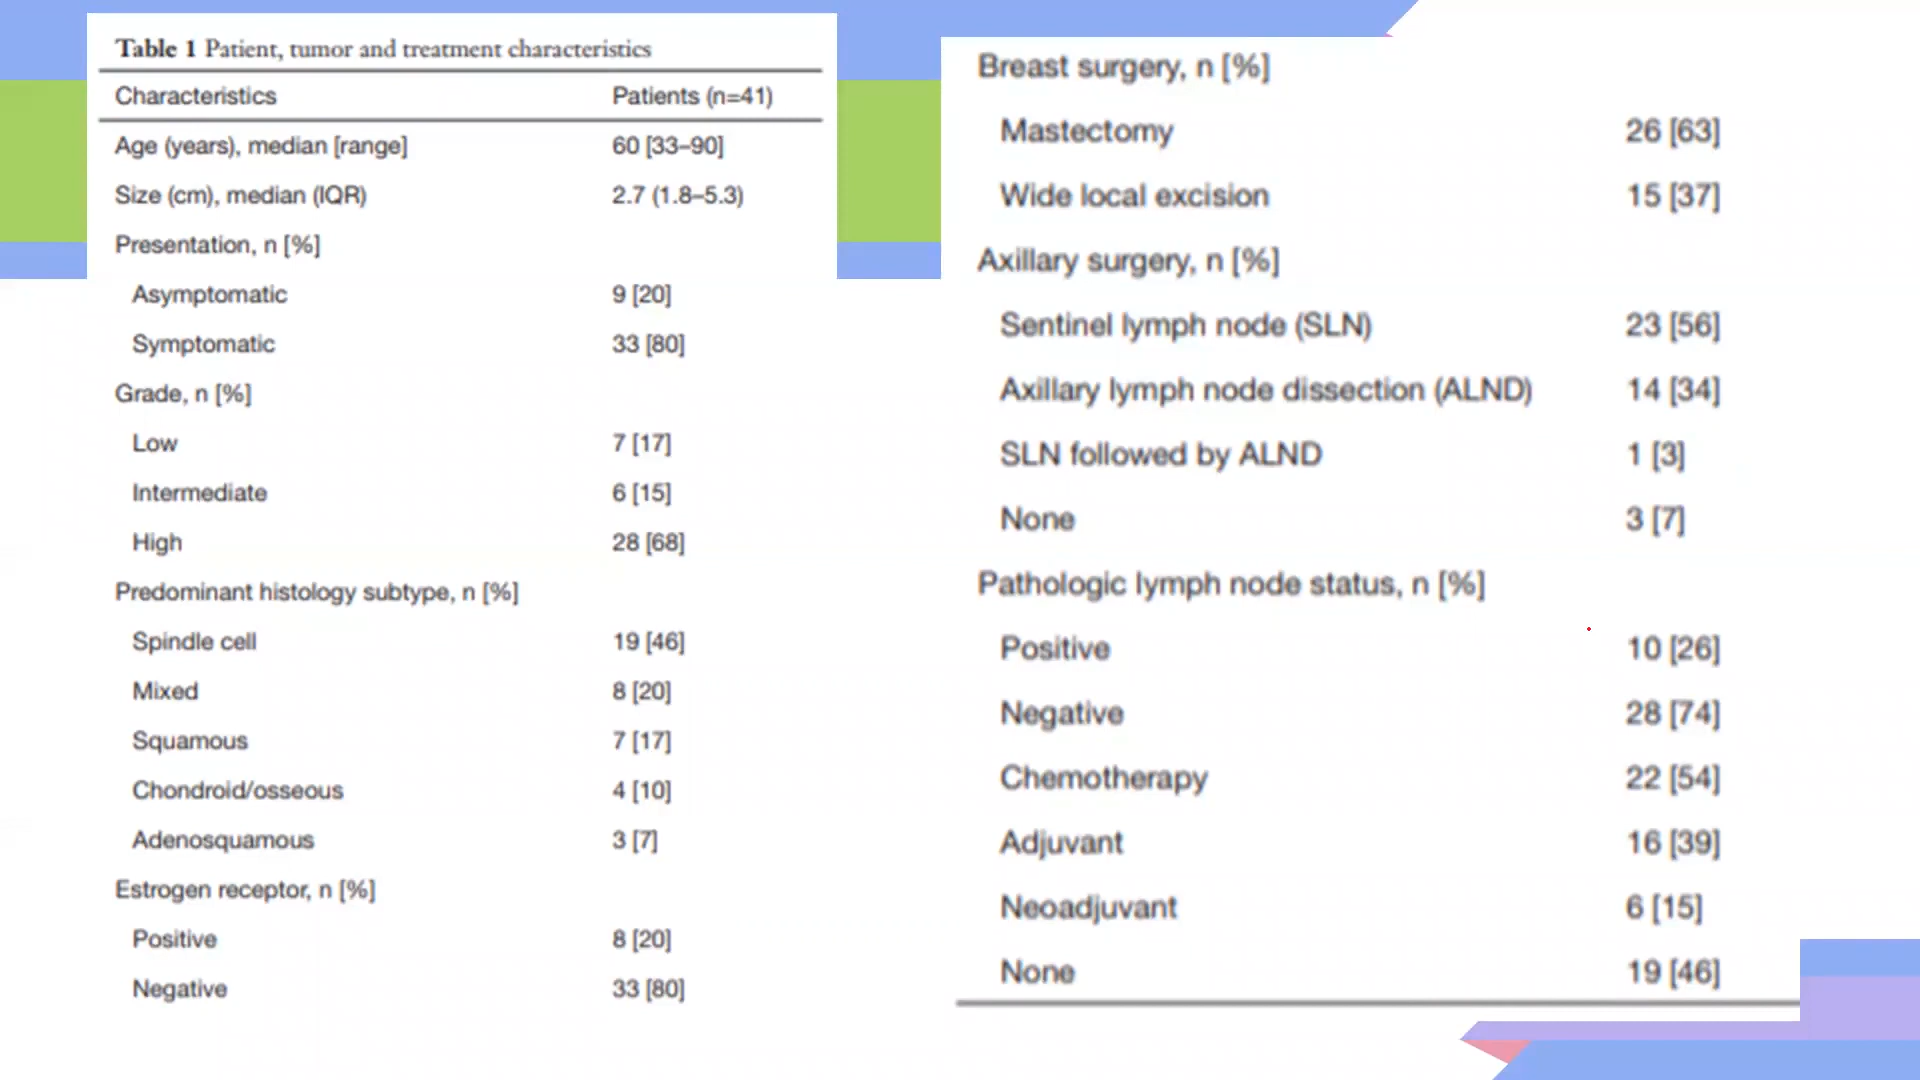 Table 1 Patient, tumor and treatment characteristics
Characteristics Patients (n=41)
Age (years), median [range] 60 [33–90]
Size (cm), median (IQR) 2.7 (1.8–5.3)
Presentation, n [%]
Asymptomatic 9 [20]
Symptomatic 33 [80]
Grade, n [%]
Low 7 [17]
Intermediate 6 [15]
High 28 [68]
Predominant histology subtype, n [%]
Spindle cell 19 [46]
Mixed 8 [20]
Squamous 7 [17]
Chondroid/osseous 4 [10]
Adenosquamous 3 [7]
Estrogen receptor, n [%]
Positive 8 [20]
Negative 33 [80]
Breast surgery, n [%]
Mastectomy 26 [63]
Wide local excision 15 [37]
Axillary surgery, n [%]
Sentinel lymph node (SLN) 23 [56]
Axillary lymph node dissection (ALND) 14 [34]
SLN followed by ALND 1 [3]
None 3 [7]
Pathologic lymph node status, n [%]
Positive 10 [26]
Negative 28 [74]
Chemotherapy 22 [54]
Adjuvant 16 [39]
Neoadjuvant 6 [15]
None 19 [46]